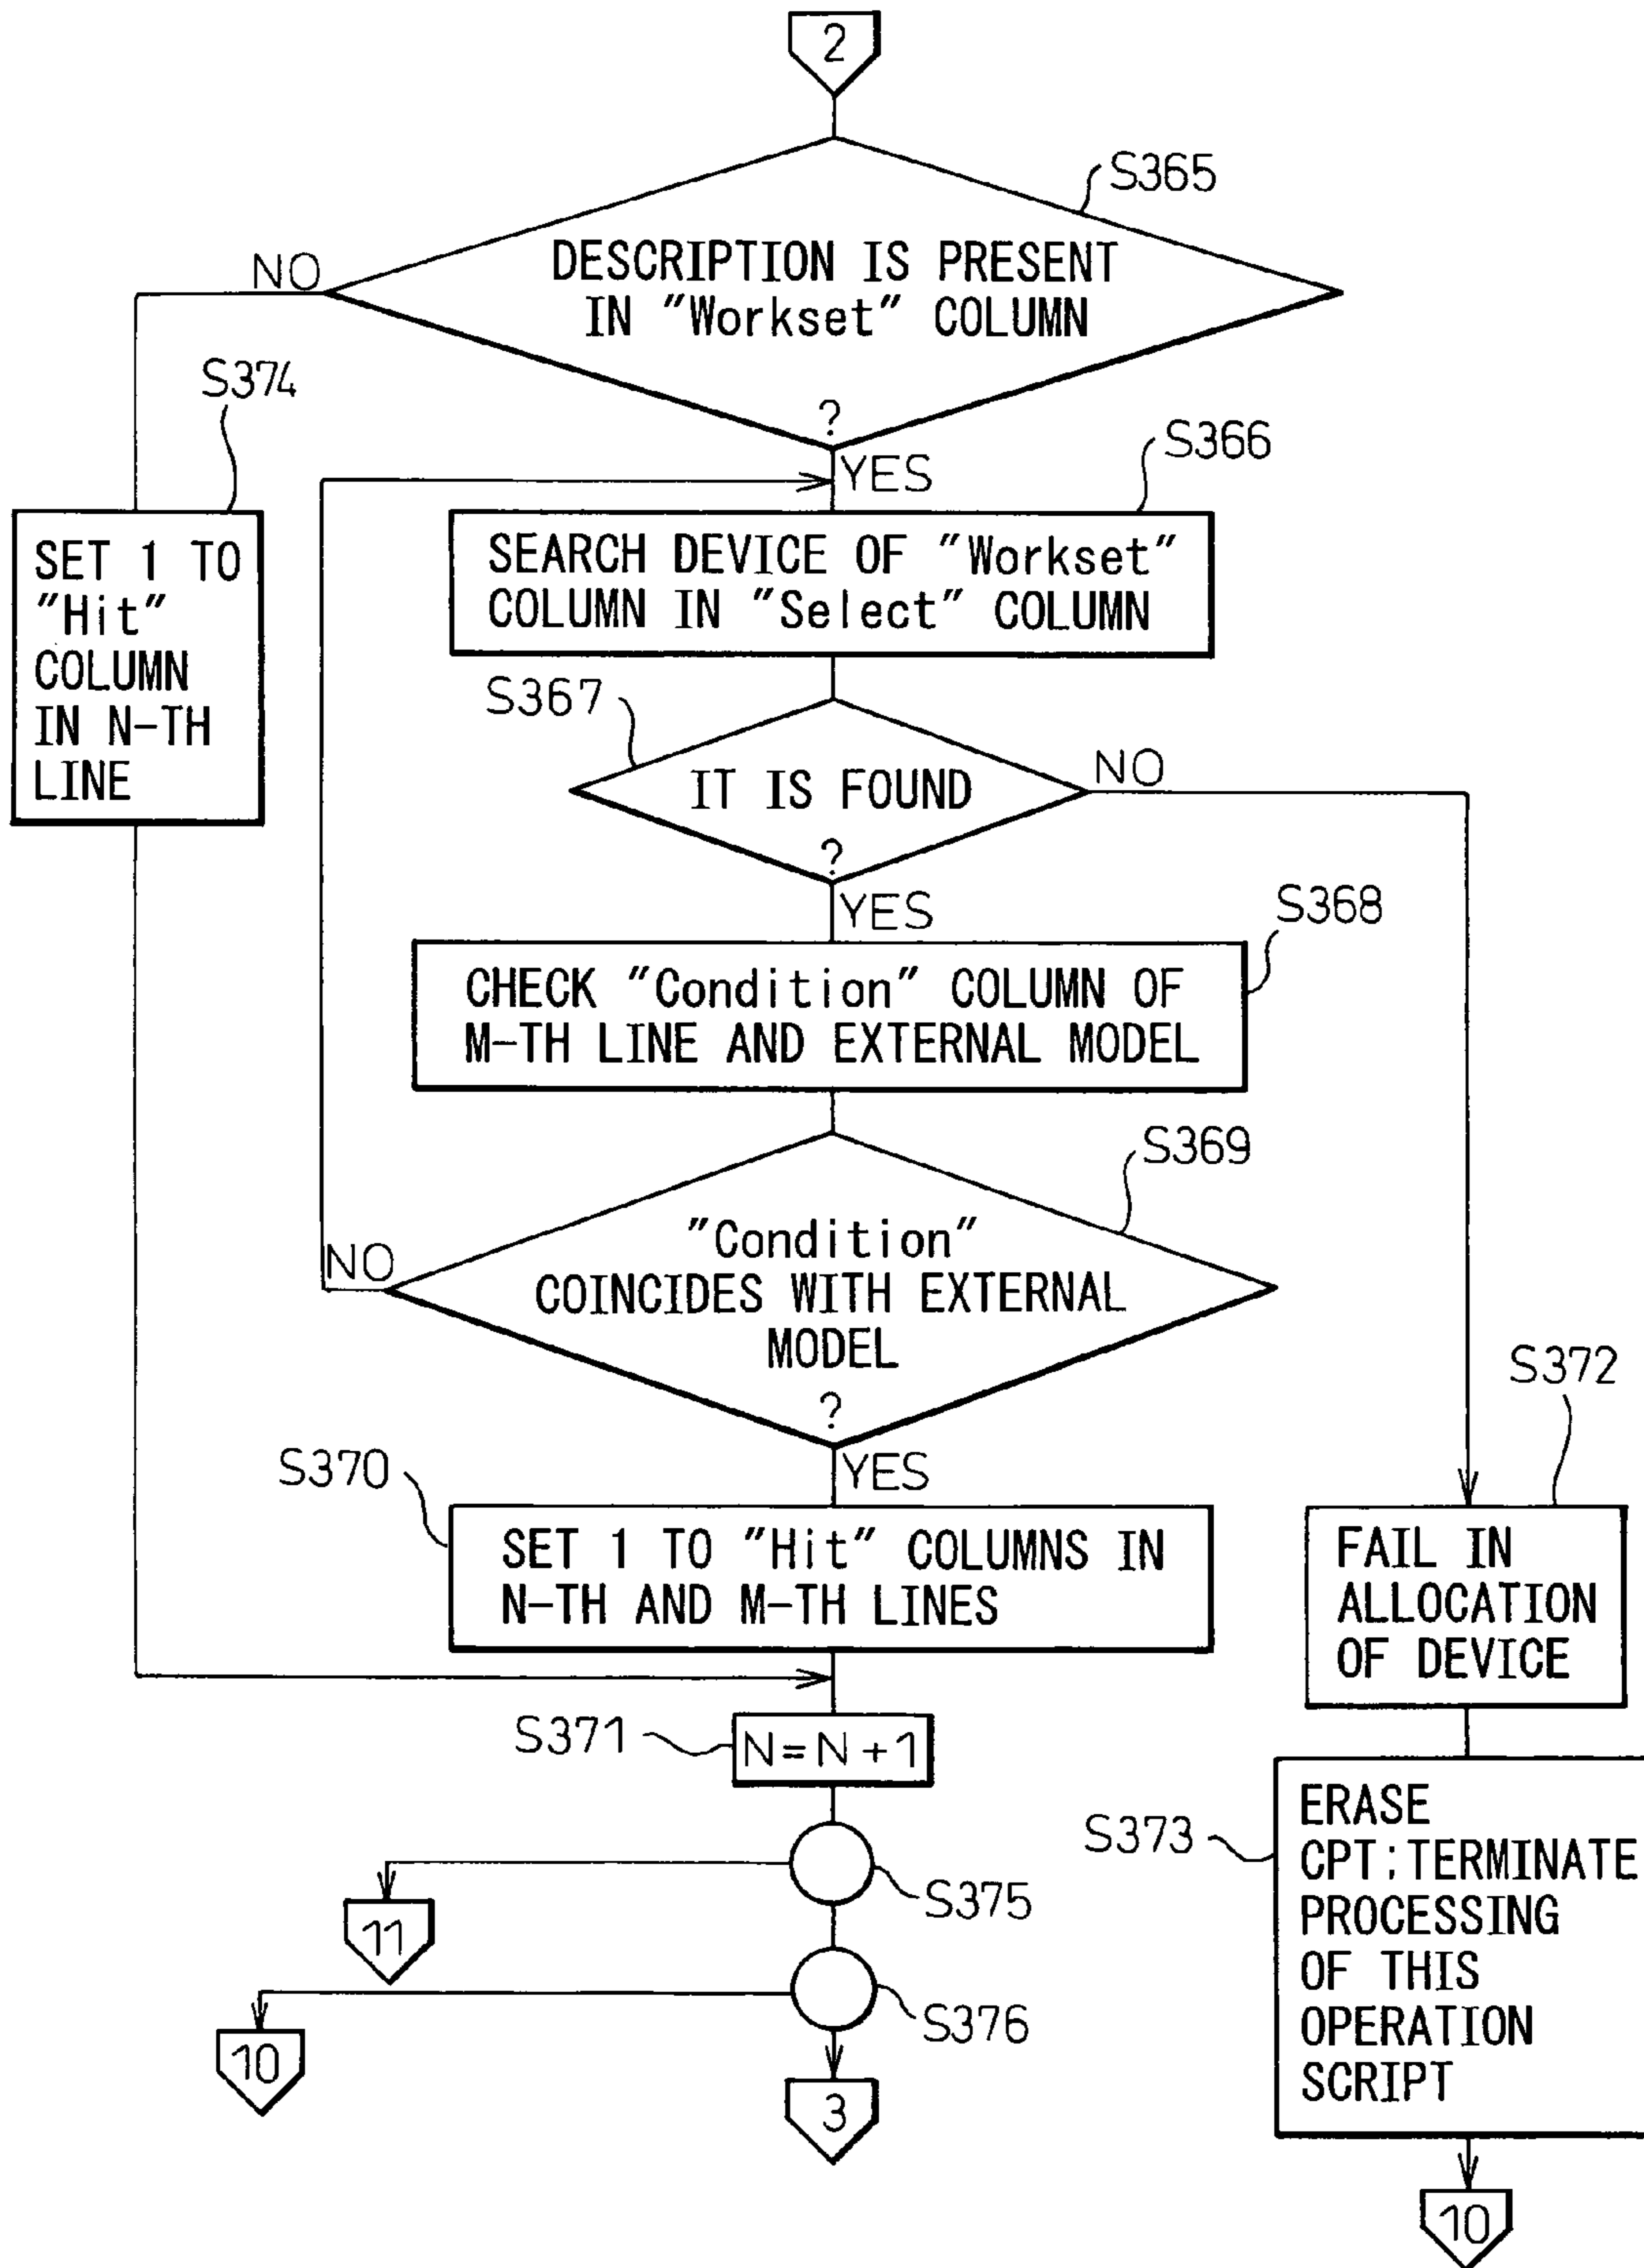 2
S365
DESCRIPTION IS PRESENT
IN "Workset" COLUMN
?
NO
YES
S374
SET 1 TO
"Hit"
COLUMN
IN N-TH
LINE
S366
SEARCH DEVICE OF "Workset"
COLUMN IN "Select" COLUMN
S367
IT IS FOUND
?
NO
YES
S368
CHECK "Condition" COLUMN OF
M-TH LINE AND EXTERNAL MODEL
S369
"Condition"
COINCIDES WITH EXTERNAL
MODEL
?
NO
YES
S370
SET 1 TO "Hit" COLUMNS IN
N-TH AND M-TH LINES
S372
FAIL IN
ALLOCATION
OF DEVICE
S371
N=N+1
S373
ERASE
CPT;TERMINATE
PROCESSING
OF THIS
OPERATION
SCRIPT
S375
11
S376
10
3
10